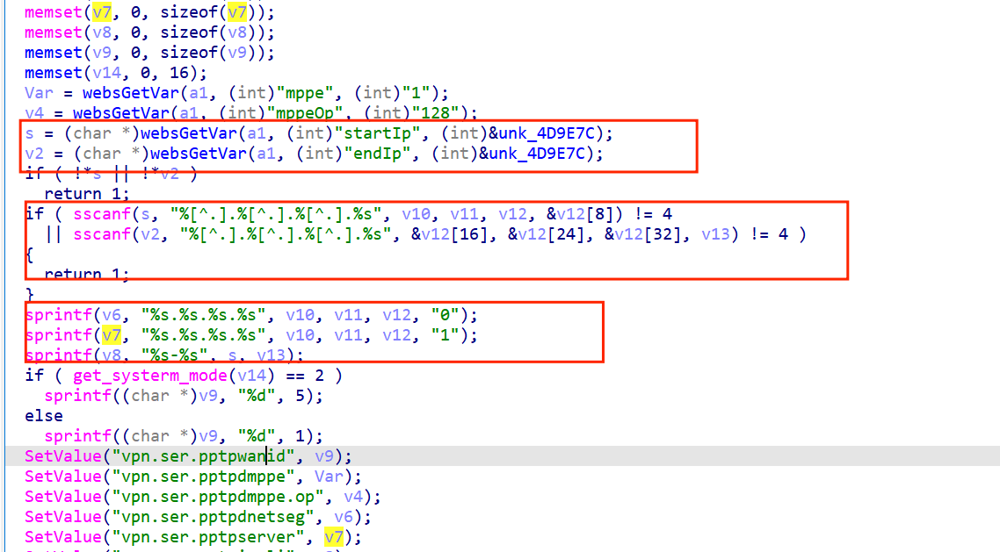 memset(v7, 0, sizeof(v7));
memset(v8, 0, sizeof(v8));
memset(v9, 0, sizeof(v9));
memset(v14, 0, 16);
Var = websGetVar(a1, (int)"mppe", (int)"1");
v4 = websGetVar(a1, (int)"mppeOp", (int)"128");
s = (char *)websGetVar(a1, (int)"startIp", (int)&unk_4D9E7C);
v2 = (char *)websGetVar(a1, (int)"endIp", (int)&unk_4D9E7C);
if ( !*s || !*v2 )
return 1;
if ( sscanf(s, "%[^.].%[^.].%[^.].%s", v10, v11, v12, &v12[8]) != 4
|| sscanf(v2, "%[^.].%[^.].%[^.].%s", &v12[16], &v12[24], &v12[32], v13) != 4 )
{
return 1;
}
sprintf(v6, "%s.%s.%s.%s", v10, v11, v12, "0");
sprintf(v7, "%s.%s.%s.%s", v10, v11, v12, "1");
sprintf(v8, "%s-%s", s, v13);
if ( get_systerm_mode(v14) == 2 )
sprintf((char *)v9, "%d", 5);
else
sprintf((char *)v9, "%d", 1);
SetValue("vpn.ser.pptpwanid", v9);
SetValue("vpn.ser.pptpdmppe", Var);
SetValue("vpn.ser.pptpdmppe.op", v4);
SetValue("vpn.ser.pptpdnetseg", v6);
SetValue("vpn.ser.pptpserver", v7);